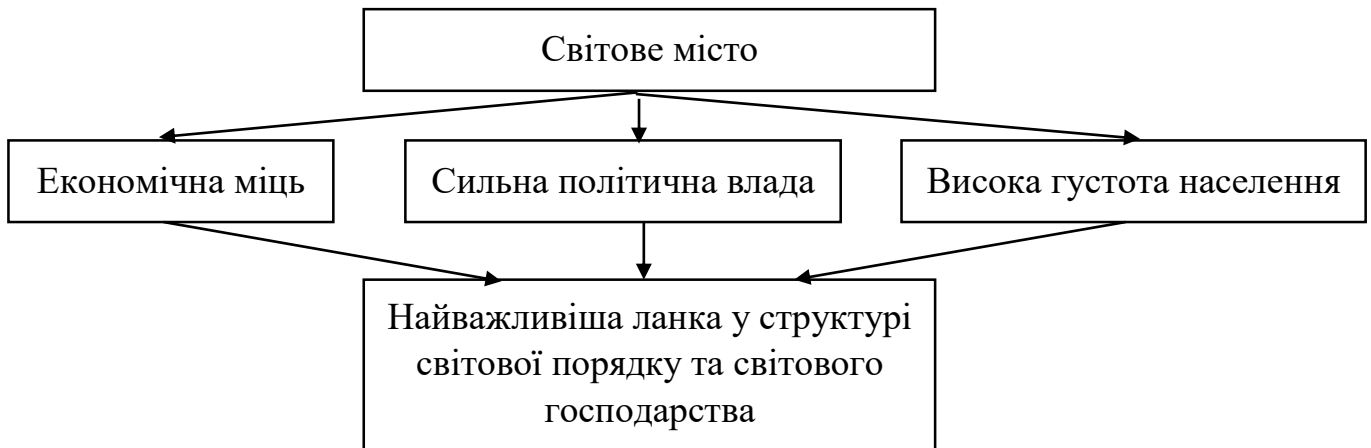 Світове місто
Економічна міць
Сильна політична влада
Висока густота населення
Найважливіша ланка у структурі
світової порядку та світового
господарства